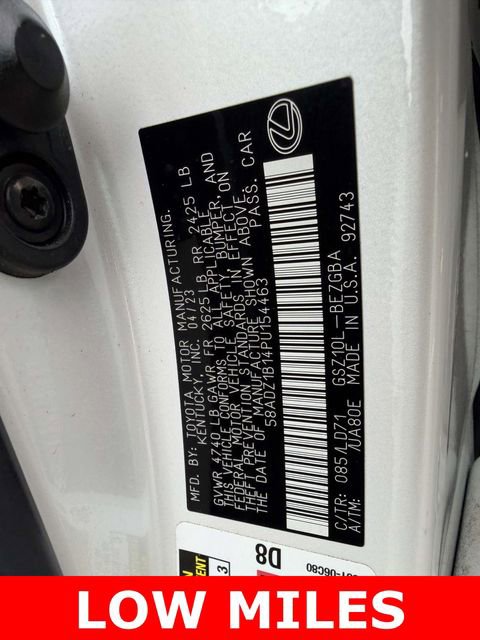 MFD. BY: TOYOTA MOTOR MANUFACTURING.
KENTUCKY, INC. 04/23
GVWR 4740 LB GAWR FR 2625 LB RR 2425 LB
THIS VEHICLE CONFORMS TO ALL APPLICABLE
FEDERAL MOTOR VEHICLE SAFETY BUMPER, AND
THEFT PREVENTION STANDARDS IN EFFECT ON
THE DATE OF MANUFACTURE SHOWN ABOVE.
58ADZ1B14PU154463 PASS. CAR
C/TR: 085/LD71 GSZ10L-BEZGBA
A/TM: /UA80E MADE IN U.S.A. 92743
D8
06C80
3
LOW MILES